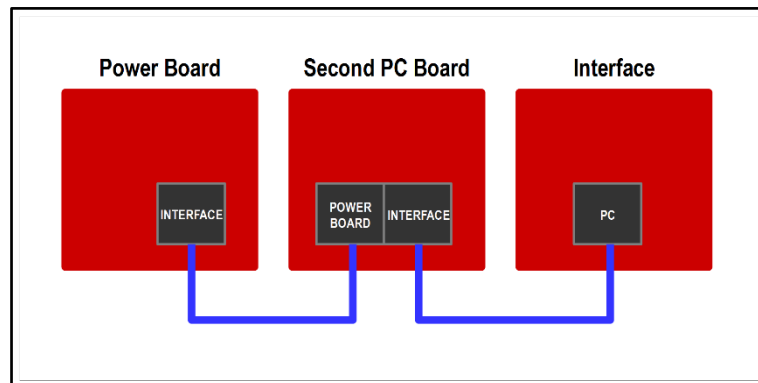 Power Board
Second PC Board
Interface
INTERFACE
POWER
BOARD
INTERFACE
PC